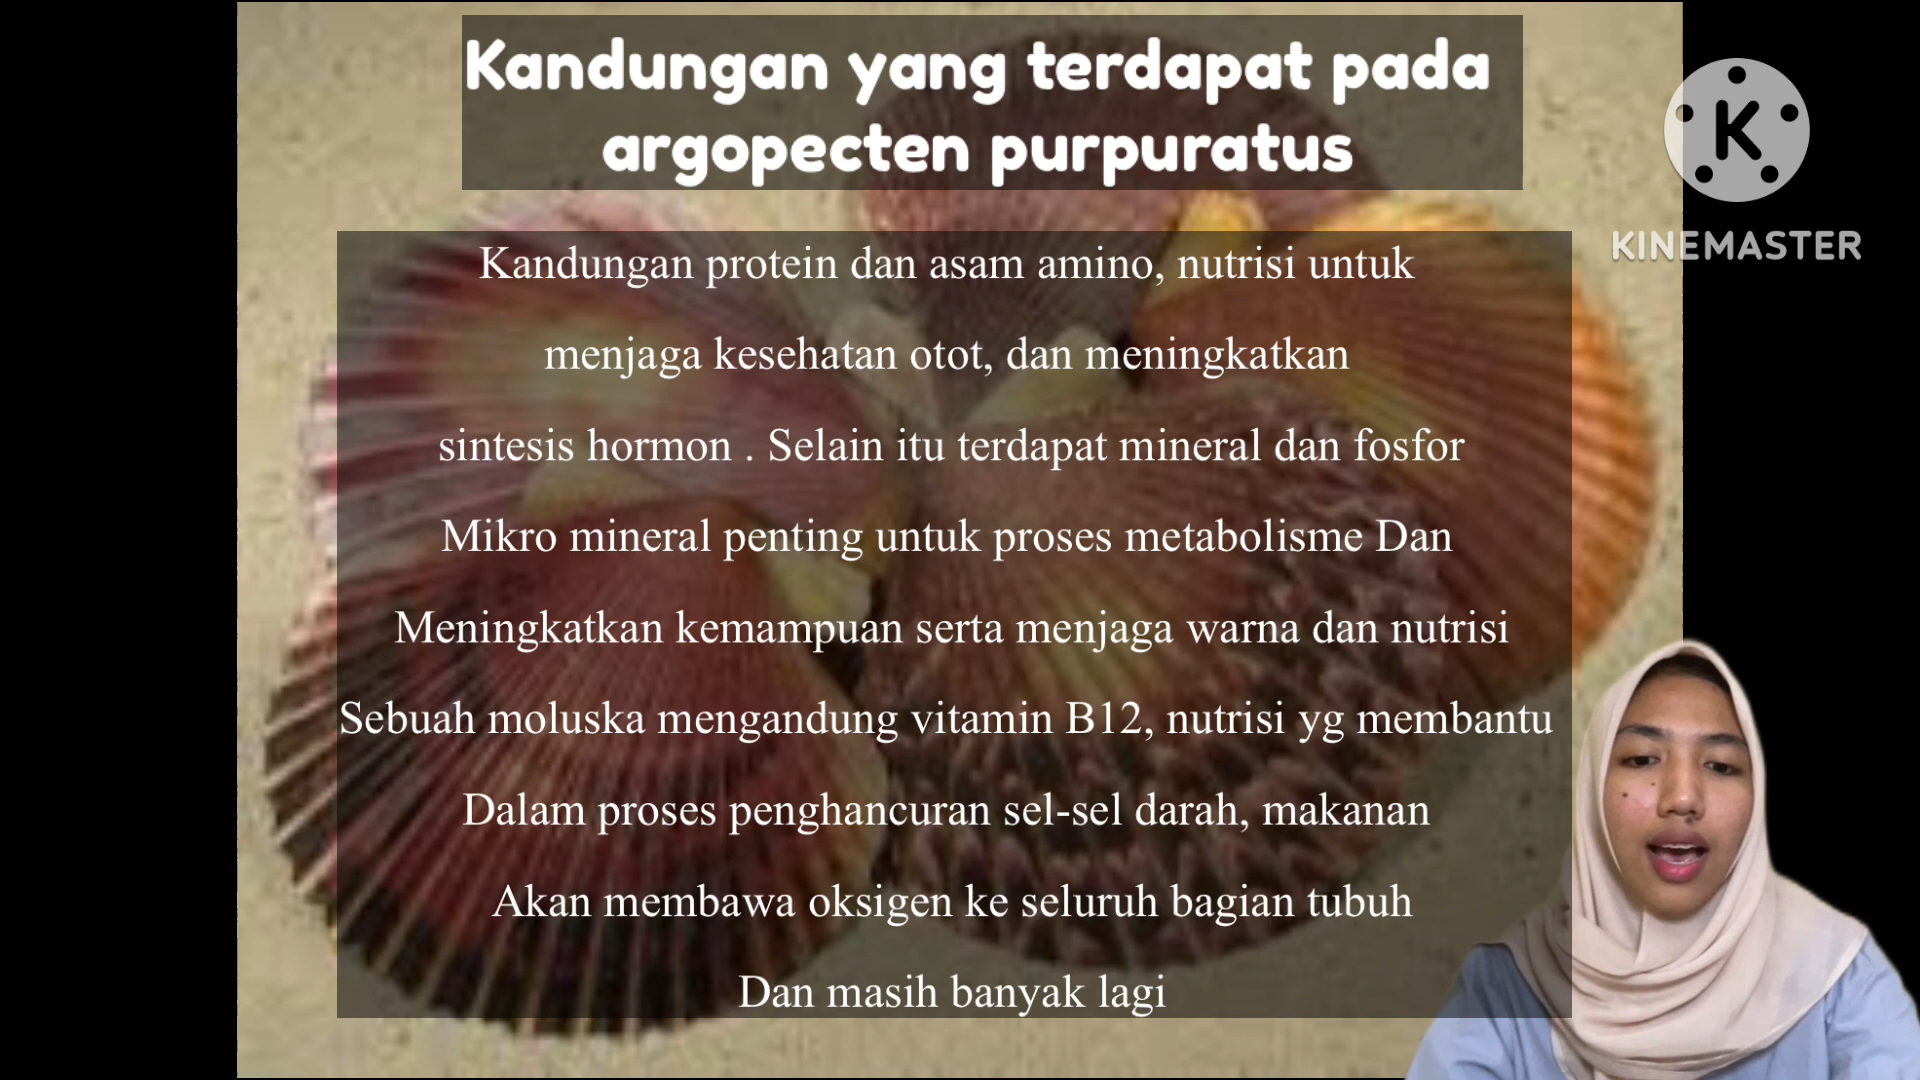 Kandungan yang terdapat pada
argopecten purpuratus
K
KINEMASTER
Kandungan protein dan asam amino, nutrisi untuk
menjaga kesehatan otot, dan meningkatkan
sintesis hormon . Selain itu terdapat mineral dan fosfor
Mikro mineral penting untuk proses metabolisme Dan
Meningkatkan kemampuan serta menjaga warna dan nutrisi
Sebuah moluska mengandung vitamin B12, nutrisi yg membantu
Dalam proses penghancuran sel-sel darah, makanan
Akan membawa oksigen ke seluruh bagian tubuh
Dan masih banyak lagi